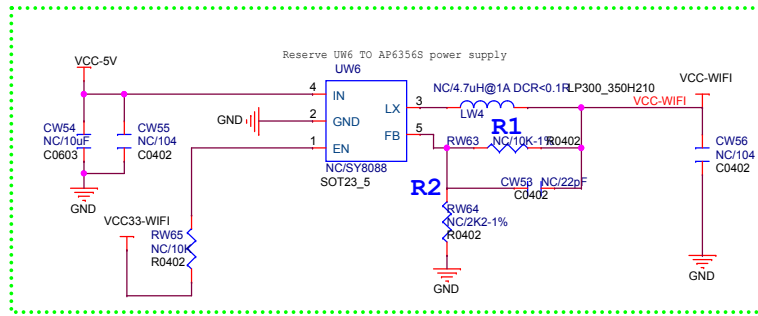 Reserve UW6 TO AP6356S power supply
VCC-5V
UW6
VCC-WIFI
NC/4.7uH@1A DCR<0.1R
LP300_350H210
4
IN
LX
3
LW4
VCC-WIFI
GND
2
GND
FB
5
R1
1
EN
RW63
NC/10K-1%
R0402
CW54
NC/10uF
C0603
CW55
NC/104
C0402
NC/SY8088
SOT23_5
CW56
NC/104
C0402
R2
CW53
NC/22pF
C0402
GND
VCC33-WIFI
RW64
NC/2K2-1%
R0402
RW65
NC/10K
R0402
GND
GND